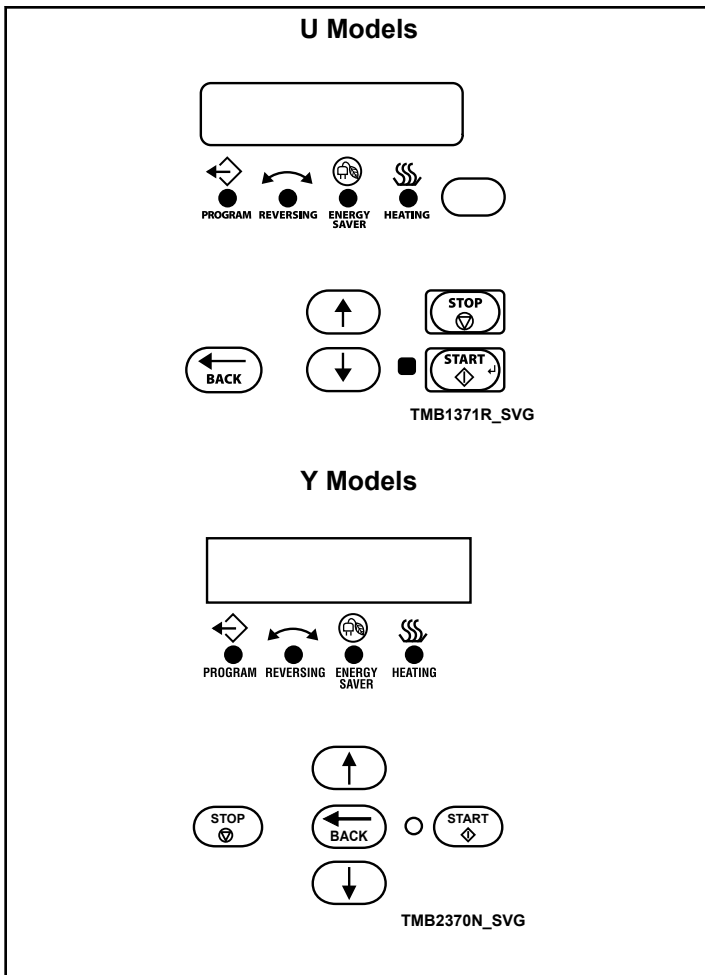 U Models
PROGRAM REVERSING ENERGY SAVER HEATING
STOP
START
BACK
TMB1371R_SVG
Y Models
PROGRAM REVERSING ENERGY SAVER HEATING
STOP
BACK
START
TMB2370N_SVG